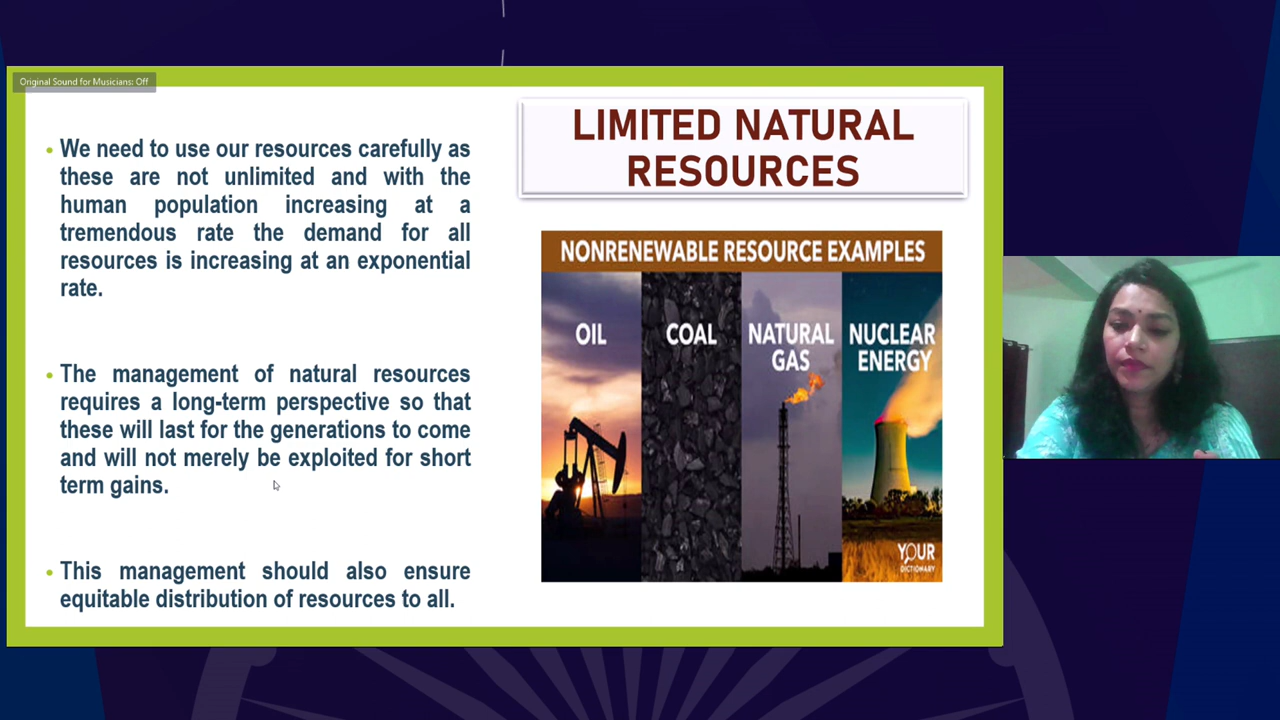 Original Sound for Musicians: Off
LIMITED NATURAL
RESOURCES
• We need to use our resources carefully as
these are not unlimited and with the
human population increasing at a
tremendous rate the demand for all
resources is increasing at an exponential
rate.
• The management of natural resources
requires a long-term perspective so that
these will last for the generations to come
and will not merely be exploited for short
term gains.
• This management should also ensure
equitable distribution of resources to all.
NONRENEWABLE RESOURCE EXAMPLES
OIL
COAL
NATURAL
GAS
NUCLEAR
ENERGY
YOUR
DICTIONARY